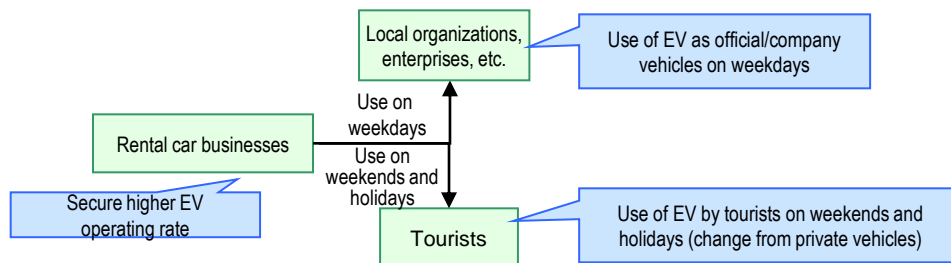 Local organizations,
enterprises, etc.
Use of EV as official/company
vehicles on weekdays
Use on
weekdays
Rental car businesses
Use on
weekends and
holidays
Secure higher EV
operating rate
Tourists
Use of EV by tourists on weekends and
holidays (change from private vehicles)